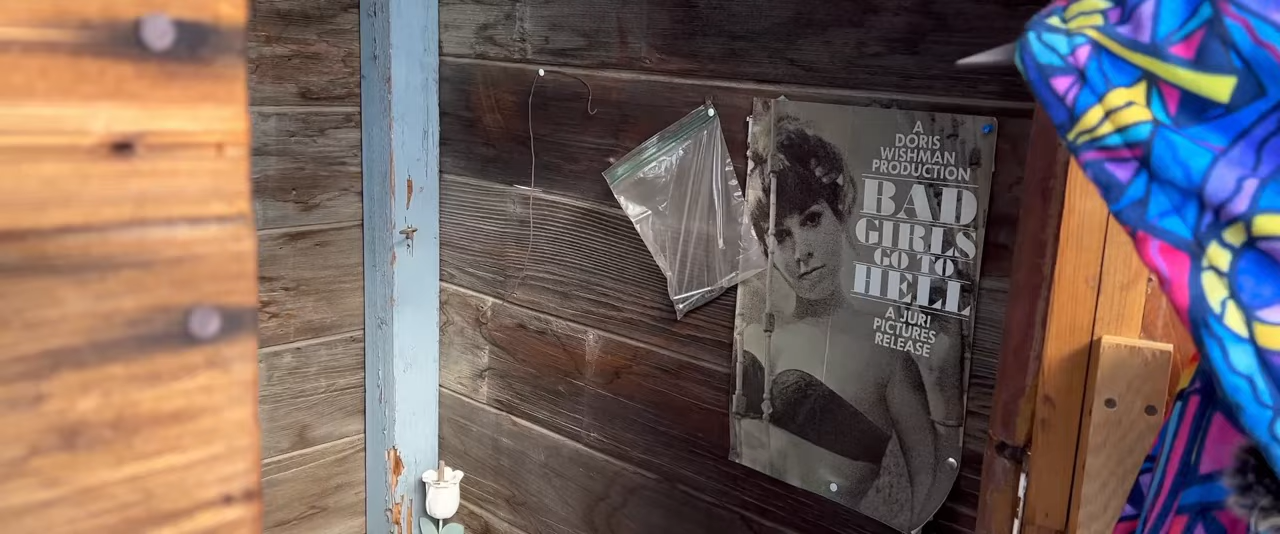 A
DORIS
WISHMAN
PRODUCTION
BAD
GIRLS
GO TO
HELL
A JURI
PICTURES
RELEASE